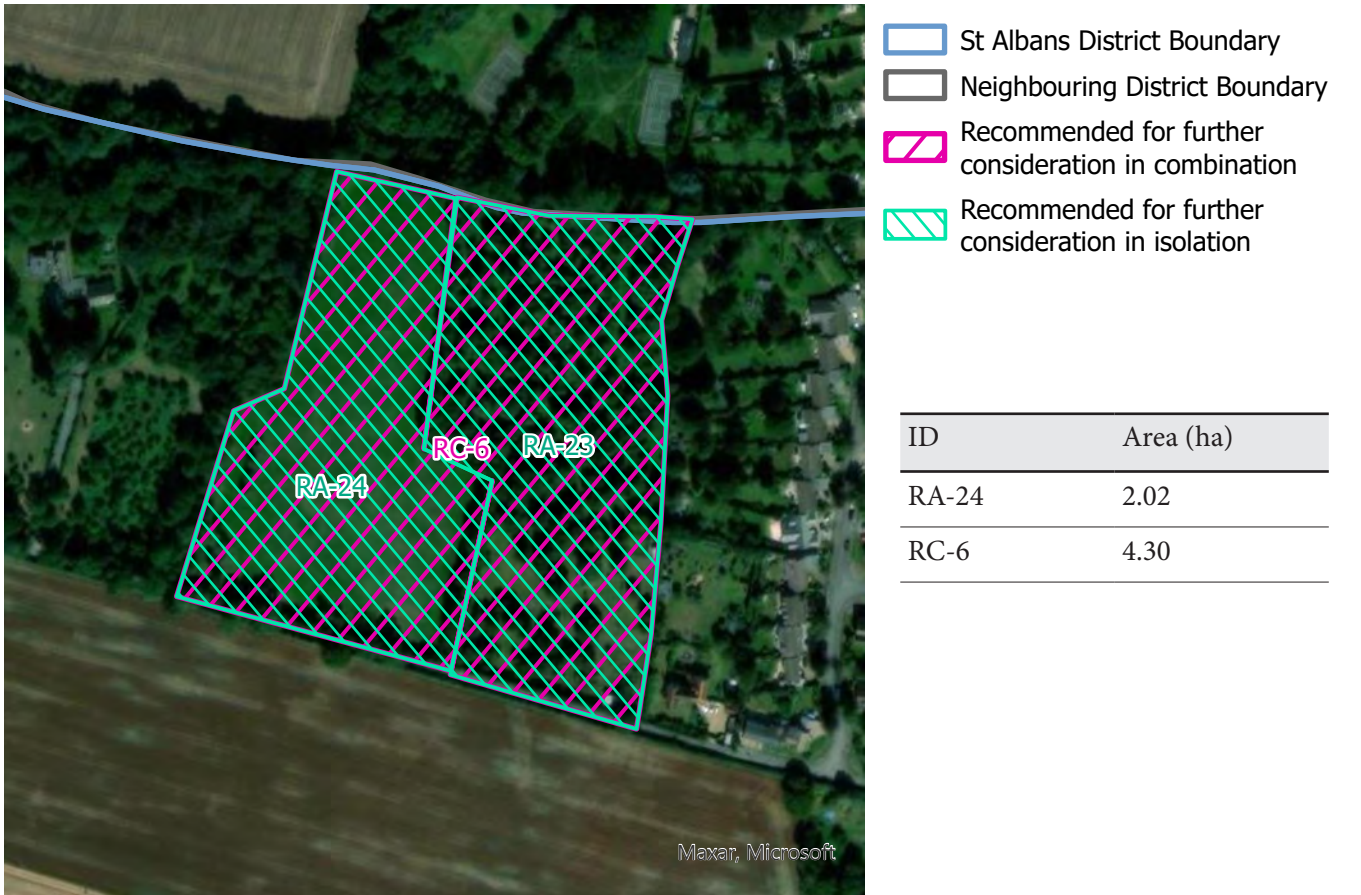 St Albans District Boundary
Neighbouring District Boundary
Recommended for further
consideration in combination
Recommended for further
consideration in isolation
RC-6
RA-23
RA-24
ID Area (ha)
RA-24 2.02
RC-6 4.30
Maxar, Microsoft